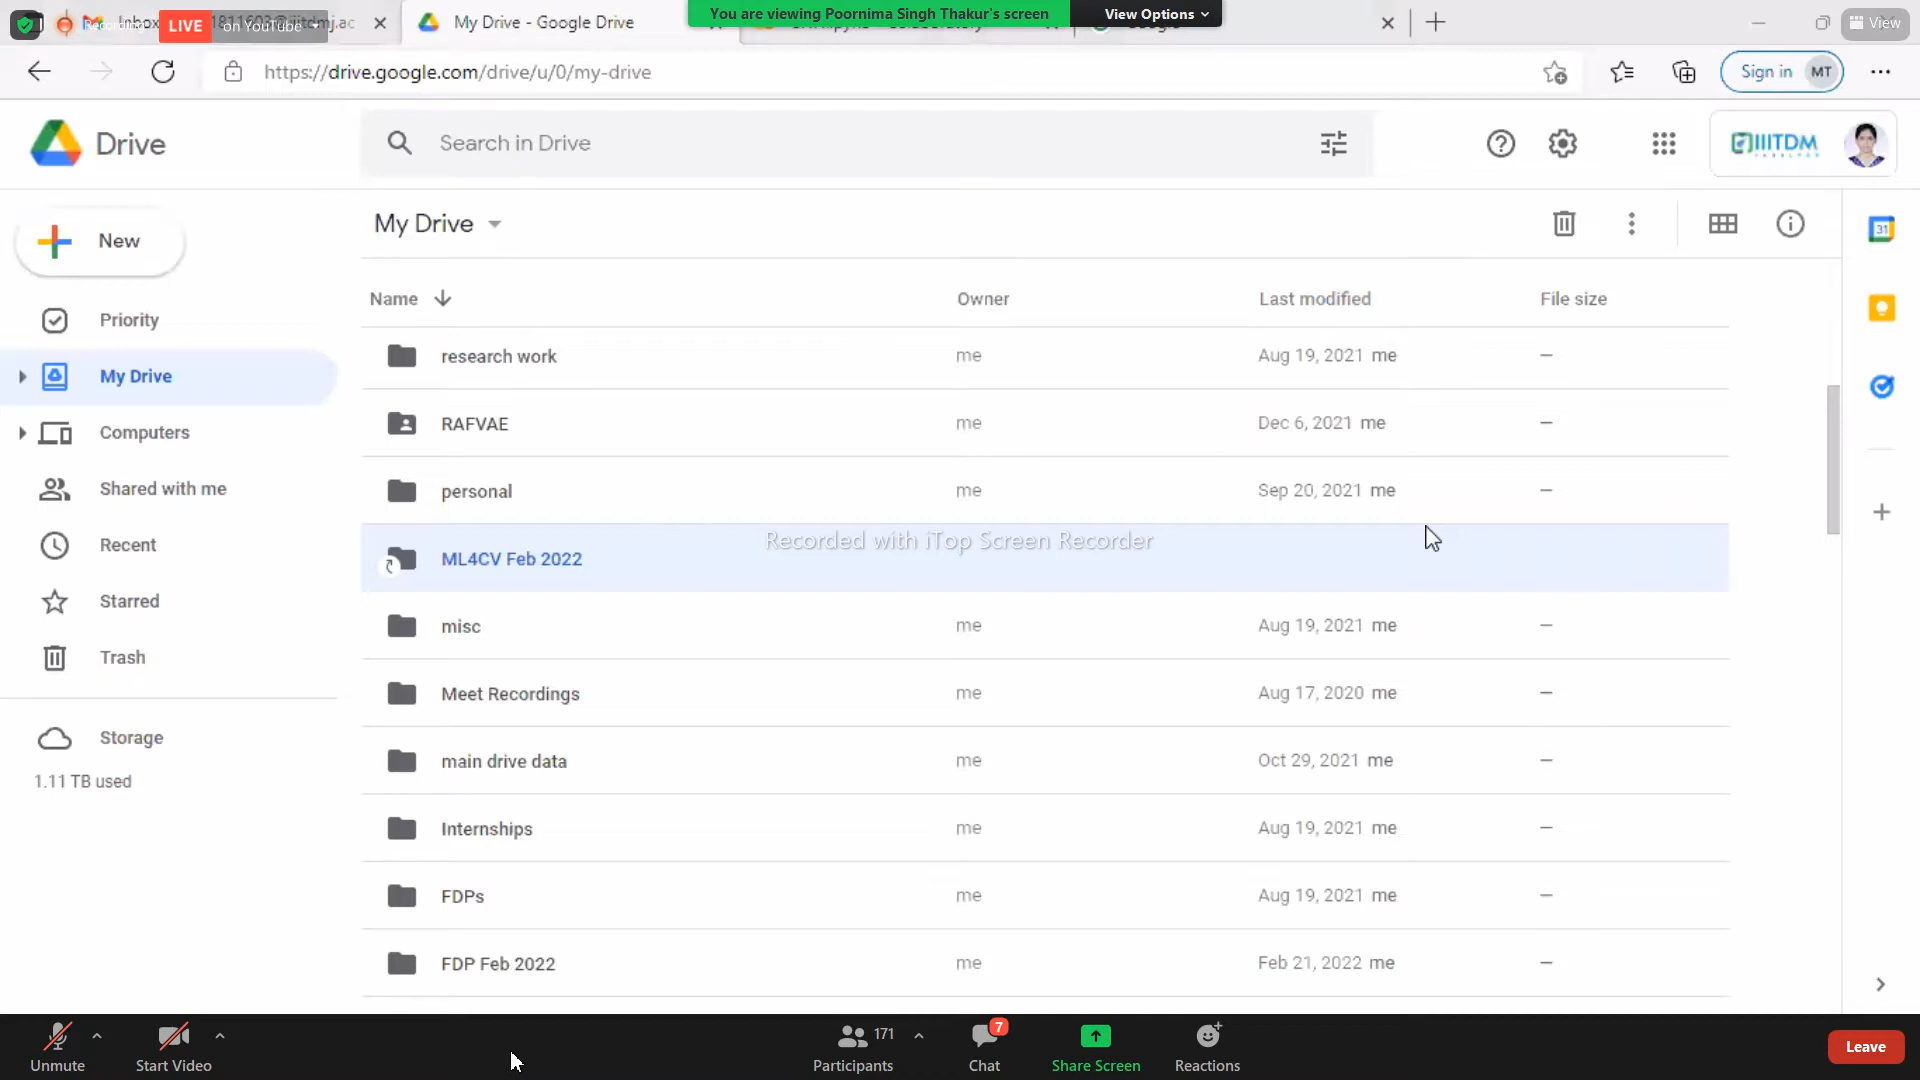 Inbox
LIVE on YouTube
My Drive - Google Drive
You are viewing Poornima Singh Thakur's screen View Options
View
https://drive.google.com/drive/u/0/my-drive
Sign in MT
Drive
Search in Drive
IIITDM
My Drive
New
Name Owner Last modified File size
Priority
My Drive
Computers
Shared with me
Recent
Starred
Trash
Storage
1.11 TB used
research work me Aug 19, 2021 me –
RAFVAE me Dec 6, 2021 me –
personal me Sep 20, 2021 me –
ML4CV Feb 2022
Recorded with iTop Screen Recorder
misc me Aug 19, 2021 me –
Meet Recordings me Aug 17, 2020 me –
main drive data me Oct 29, 2021 me –
Internships me Aug 19, 2021 me –
FDPs me Aug 19, 2021 me –
FDP Feb 2022 me Feb 21, 2022 me –
31
Unmute
Start Video
171
Participants
7
Chat
Share Screen
Reactions
Leave